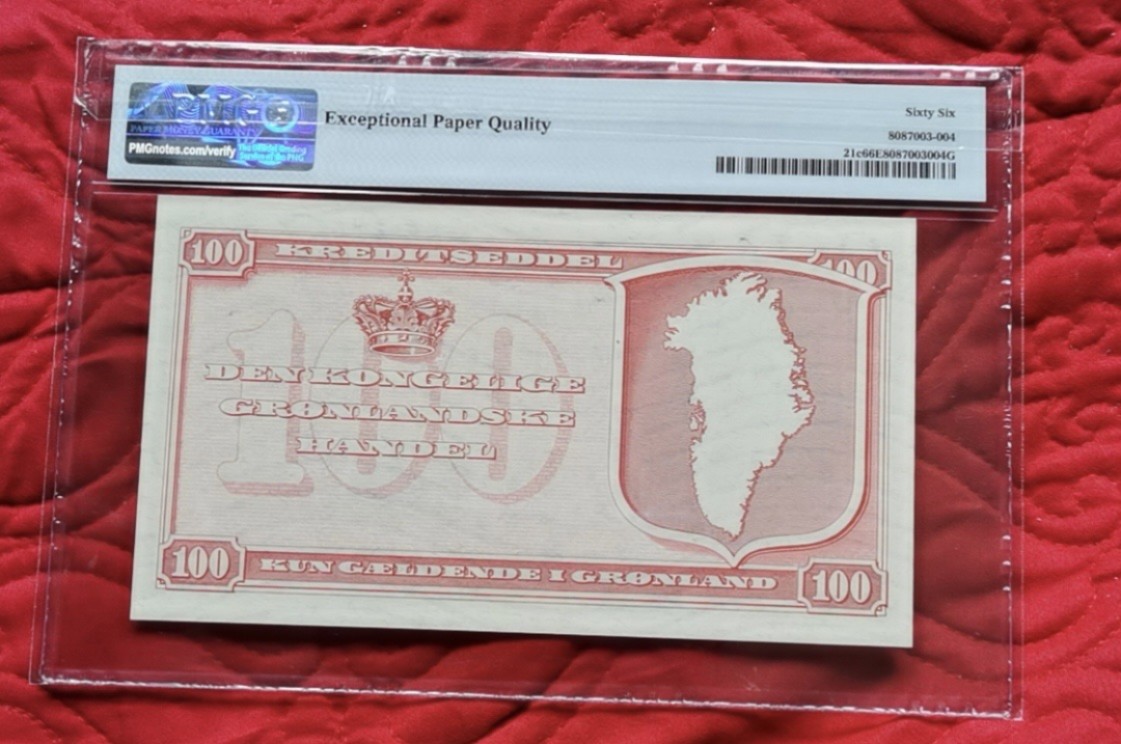 PMG
PAPER MONEY GUARANTY
PMGnotes.com/verify
Exceptional Paper Quality
Sixty Six
8087003-004
21c66E8087003004G
100
KREDITSEDDEL
100
100
DEN KONGELIGE
GRØNLANDSKE
HANDEL
100
KUN GÆLDENDE I GRØNLAND
100